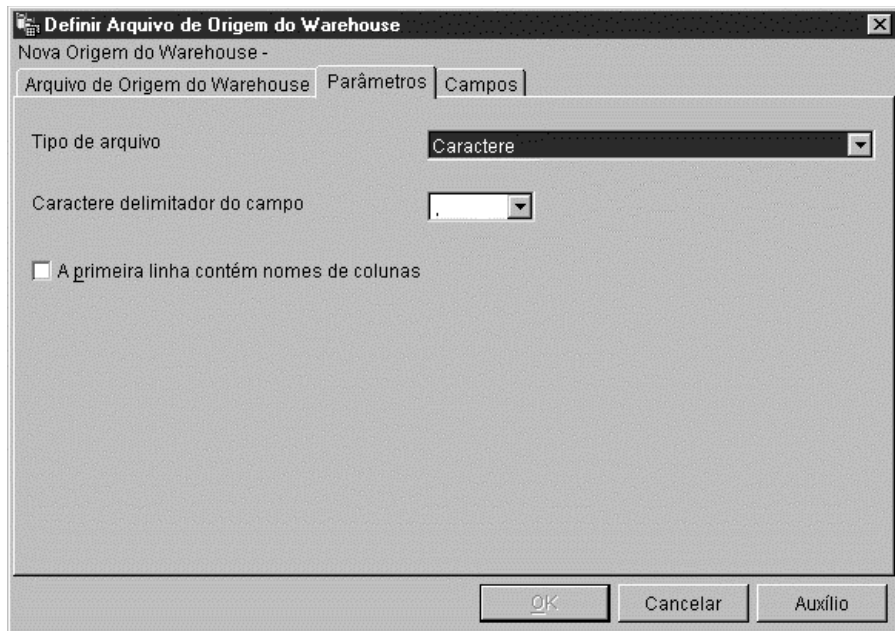 Definir Arquivo de Origem do Warehouse
Nova Origem do Warehouse -
Arquivo de Origem do Warehouse Parâmetros Campos
Tipo de arquivo Caractere
Caractere delimitador do campo ,
A primeira linha contém nomes de colunas
OK Cancelar Auxílio